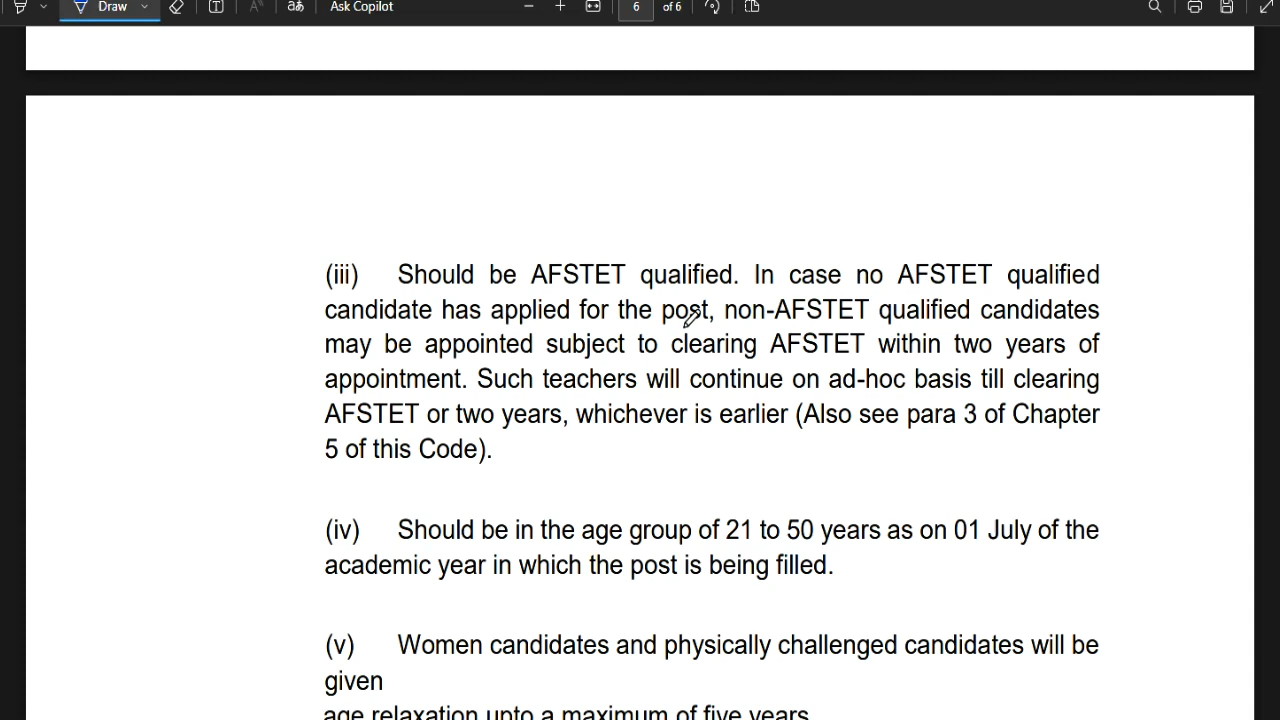 Draw
Ask Copilot
6 of 6
(iii) Should be AFSTET qualified. In case no AFSTET qualified
candidate has applied for the post, non-AFSTET qualified candidates
may be appointed subject to clearing AFSTET within two years of
appointment. Such teachers will continue on ad-hoc basis till clearing
AFSTET or two years, whichever is earlier (Also see para 3 of Chapter
5 of this Code).
(iv) Should be in the age group of 21 to 50 years as on 01 July of the
academic year in which the post is being filled.
(v) Women candidates and physically challenged candidates will be
given
age relaxation upto a maximum of five years